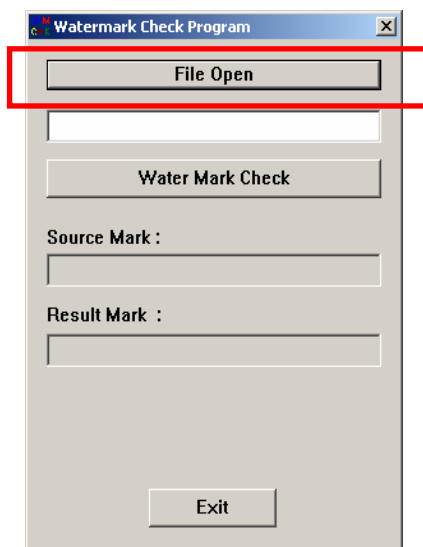 Watermark Check Program
File Open
Water Mark Check
Source Mark :
Result Mark :
Exit